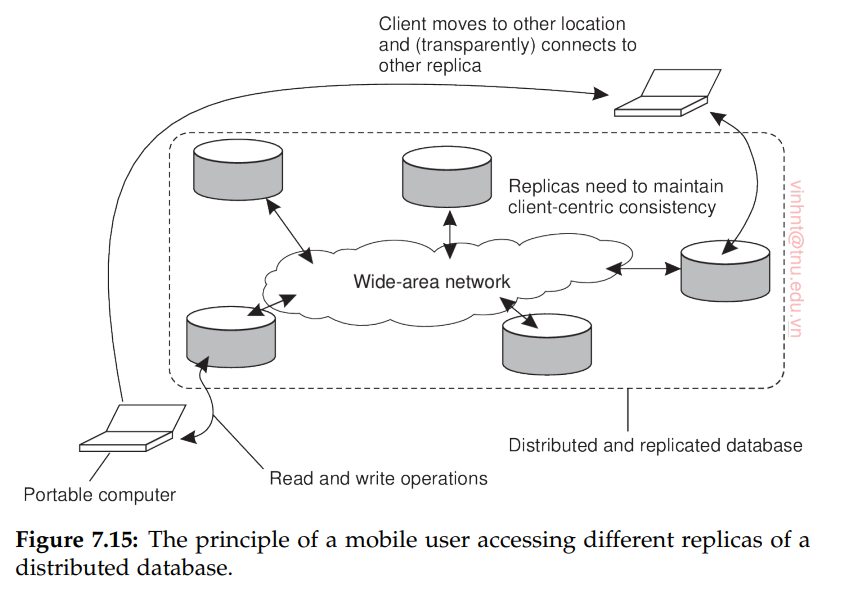 Client moves to other location
and (transparently) connects to
other replica
Replicas need to maintain
client-centric consistency
Wide-area network
vinhnt@tnu.edu.vn
Distributed and replicated database
Read and write operations
Portable computer
Figure 7.15: The principle of a mobile user accessing different replicas of a
distributed database.